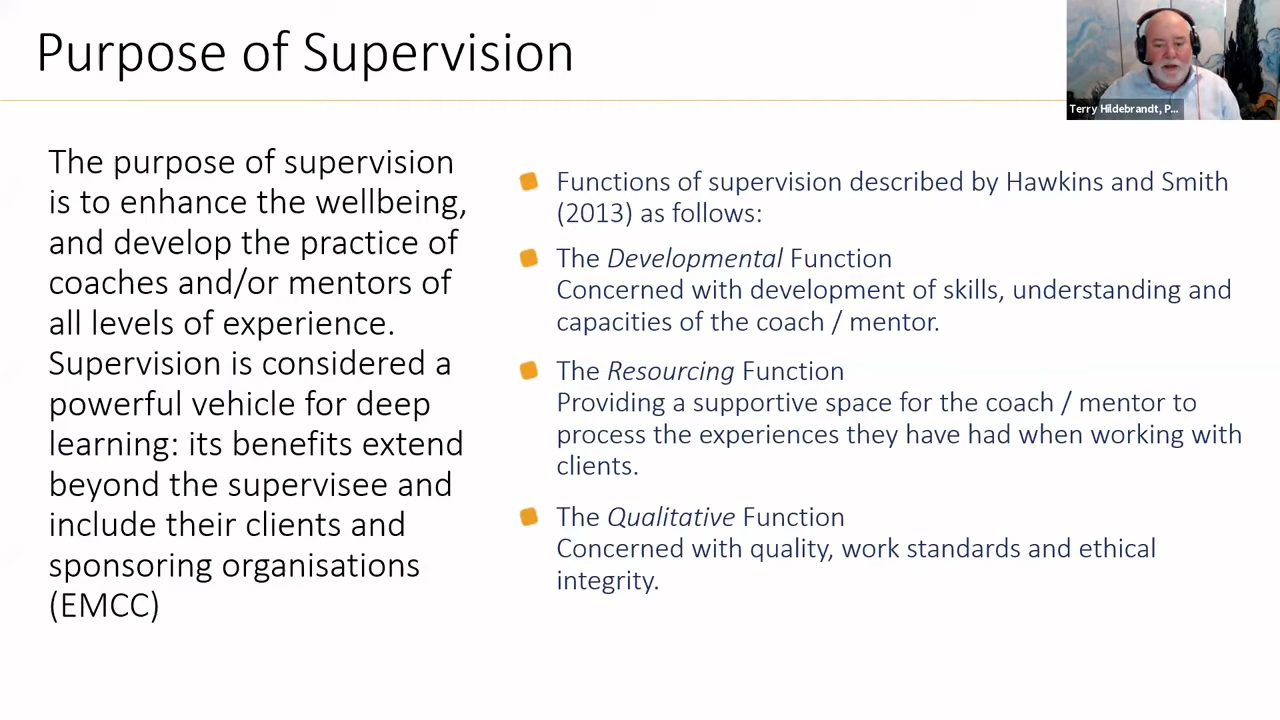 Purpose of Supervision
Terry Hildebrandt, P...
The purpose of supervision
is to enhance the wellbeing,
and develop the practice of
coaches and/or mentors of
all levels of experience.
Supervision is considered a
powerful vehicle for deep
learning: its benefits extend
beyond the supervisee and
include their clients and
sponsoring organisations
(EMCC)
Functions of supervision described by Hawkins and Smith
(2013) as follows:
The Developmental Function
Concerned with development of skills, understanding and
capacities of the coach / mentor.
The Resourcing Function
Providing a supportive space for the coach / mentor to
process the experiences they have had when working with
clients.
The Qualitative Function
Concerned with quality, work standards and ethical
integrity.